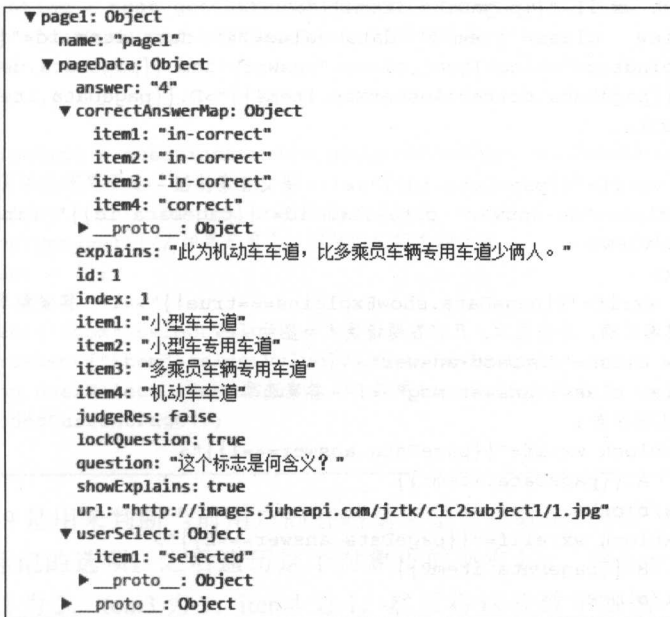 ▼page1: Object
name: "page1"
▼pageData: Object
answer: "4"
▼correctAnswerMap: Object
item1: "in-correct"
item2: "in-correct"
item3: "in-correct"
item4: "correct"
▶__proto__: Object
explains: "此为机动车车道，比多乘员车辆专用车道少俩人。"
id: 1
index: 1
item1: "小型车车道"
item2: "小型车专用车道"
item3: "多乘员车辆专用车道"
item4: "机动车车道"
judgeRes: false
lockQuestion: true
question: "这个标志是何含义？"
showExplains: true
url: "http://images.juheapi.com/jztk/c1c2subject1/1.jpg"
▼userSelect: Object
item1: "selected"
▶__proto__: Object
▶__proto__: Object